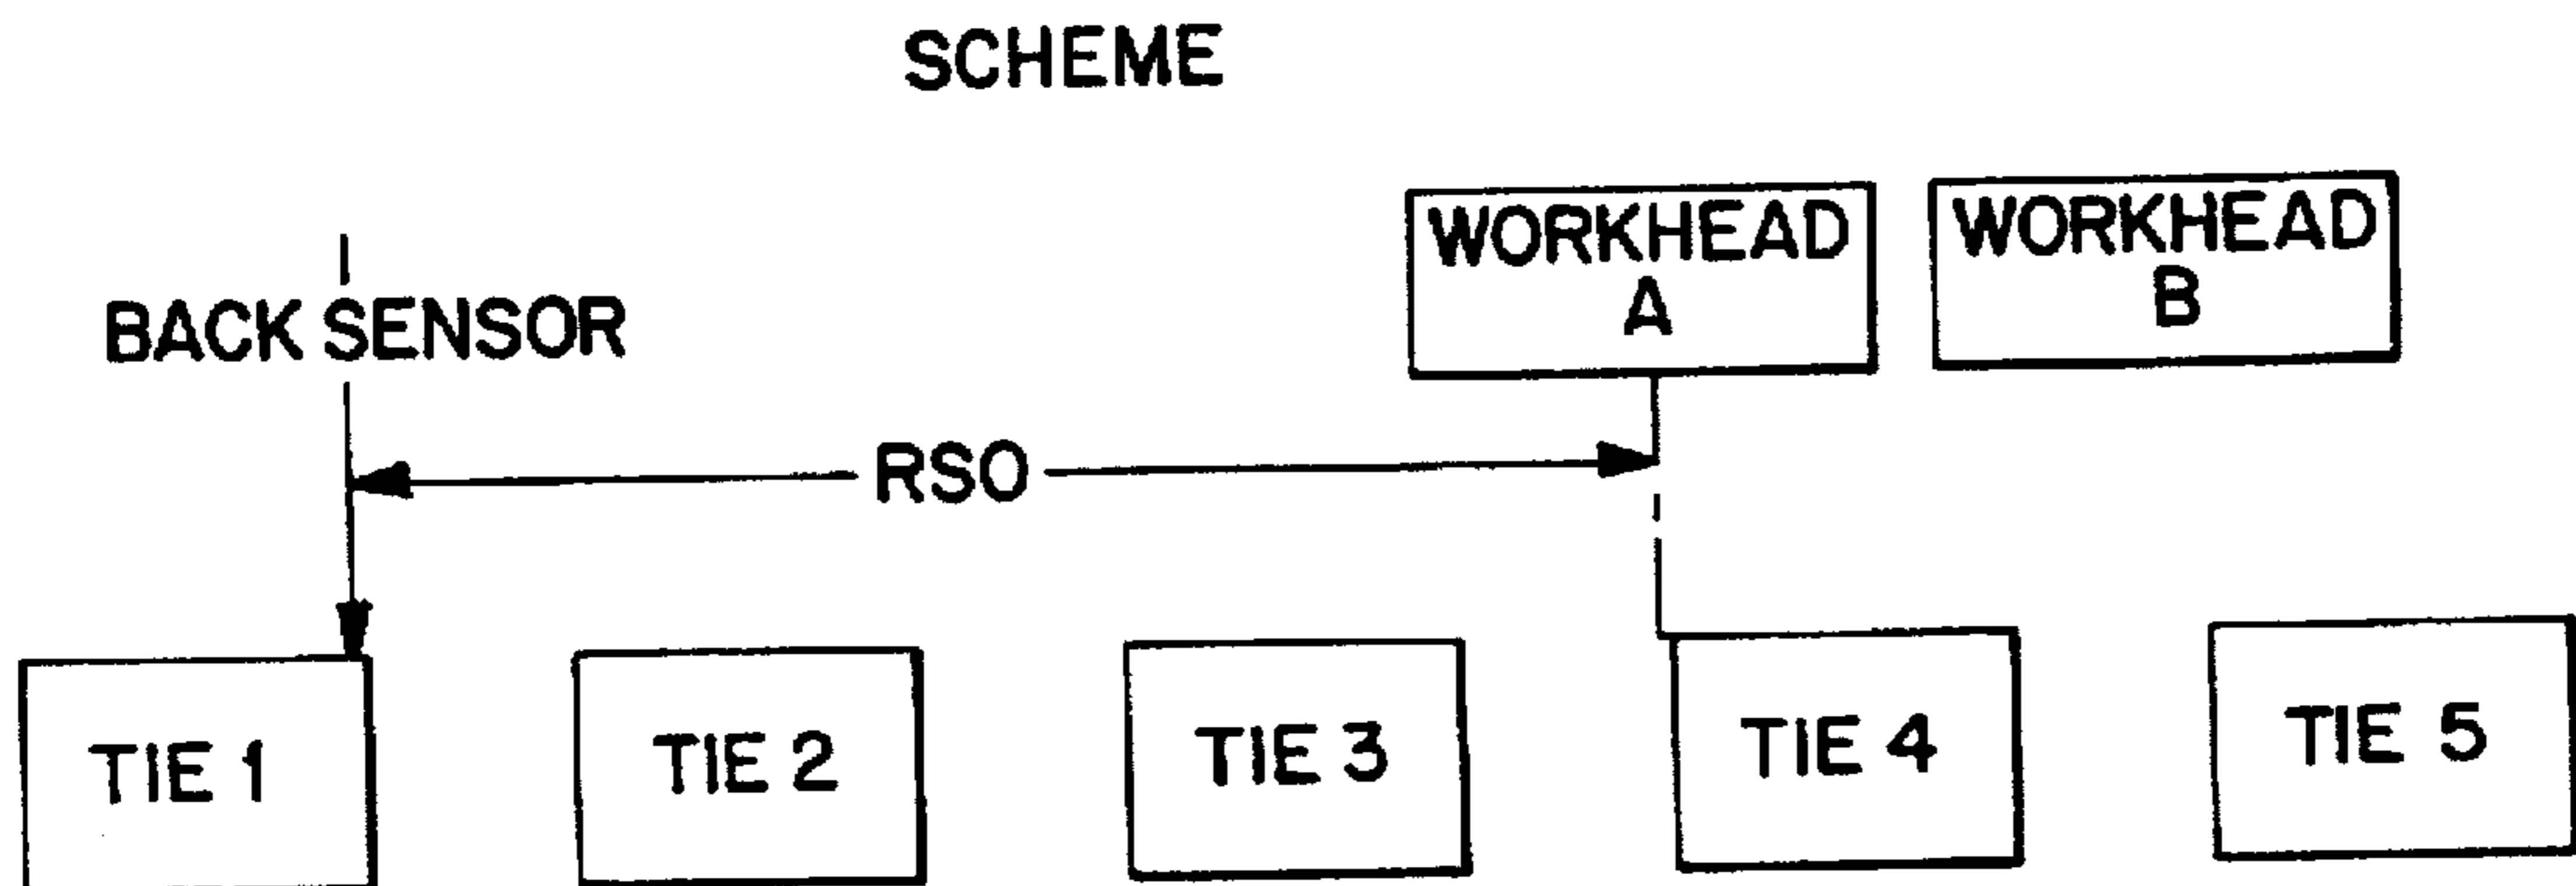 SCHEME
WORKHEAD
A
WORKHEAD
B
BACK SENSOR
RSO
TIE 1
TIE 2
TIE 3
TIE 4
TIE 5